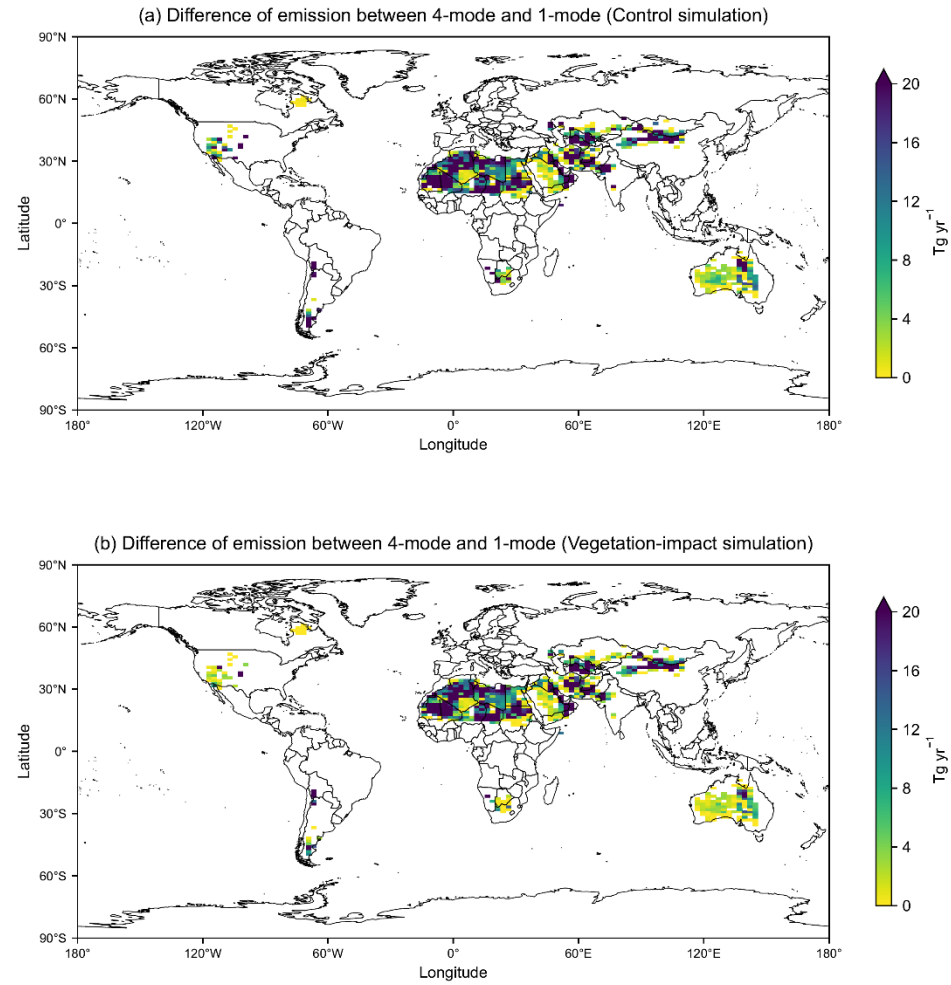 (a) Difference of emission between 4-mode and 1-mode (Control simulation)
90°N
60°N
30°N
0°
30°S
60°S
90°S
Latitude
180°
120°W
60°W
0°
60°E
120°E
180°
Longitude
20
16
12
8
4
0
Tg yr⁻¹
(b) Difference of emission between 4-mode and 1-mode (Vegetation-impact simulation)
90°N
60°N
30°N
0°
30°S
60°S
90°S
Latitude
180°
120°W
60°W
0°
60°E
120°E
180°
Longitude
20
16
12
8
4
0
Tg yr⁻¹